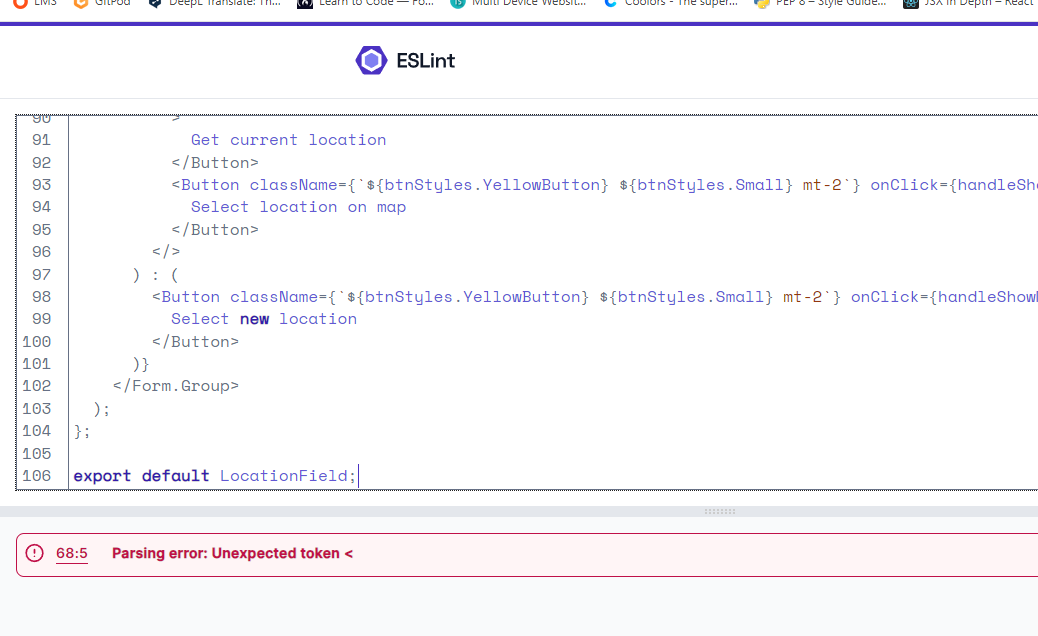 LMS GitPod DeepL Translate: Th... Learn to Code — Fo... Multi Device Websit... Coolors - The super... PEP 8 – Style Guide... JSX In Depth – React
ESLint
90 >
91 Get current location
92 </Button>
93 <Button className={`${btnStyles.YellowButton} ${btnStyles.Small} mt-2`} onClick={handleSh
94 Select location on map
95 </Button>
96 </>
97 ) : (
98 <Button className={`${btnStyles.YellowButton} ${btnStyles.Small} mt-2`} onClick={handleShow
99 Select new location
100 </Button>
101 )}
102 </Form.Group>
103 );
104 };
105
106 export default LocationField;
68:5 Parsing error: Unexpected token <